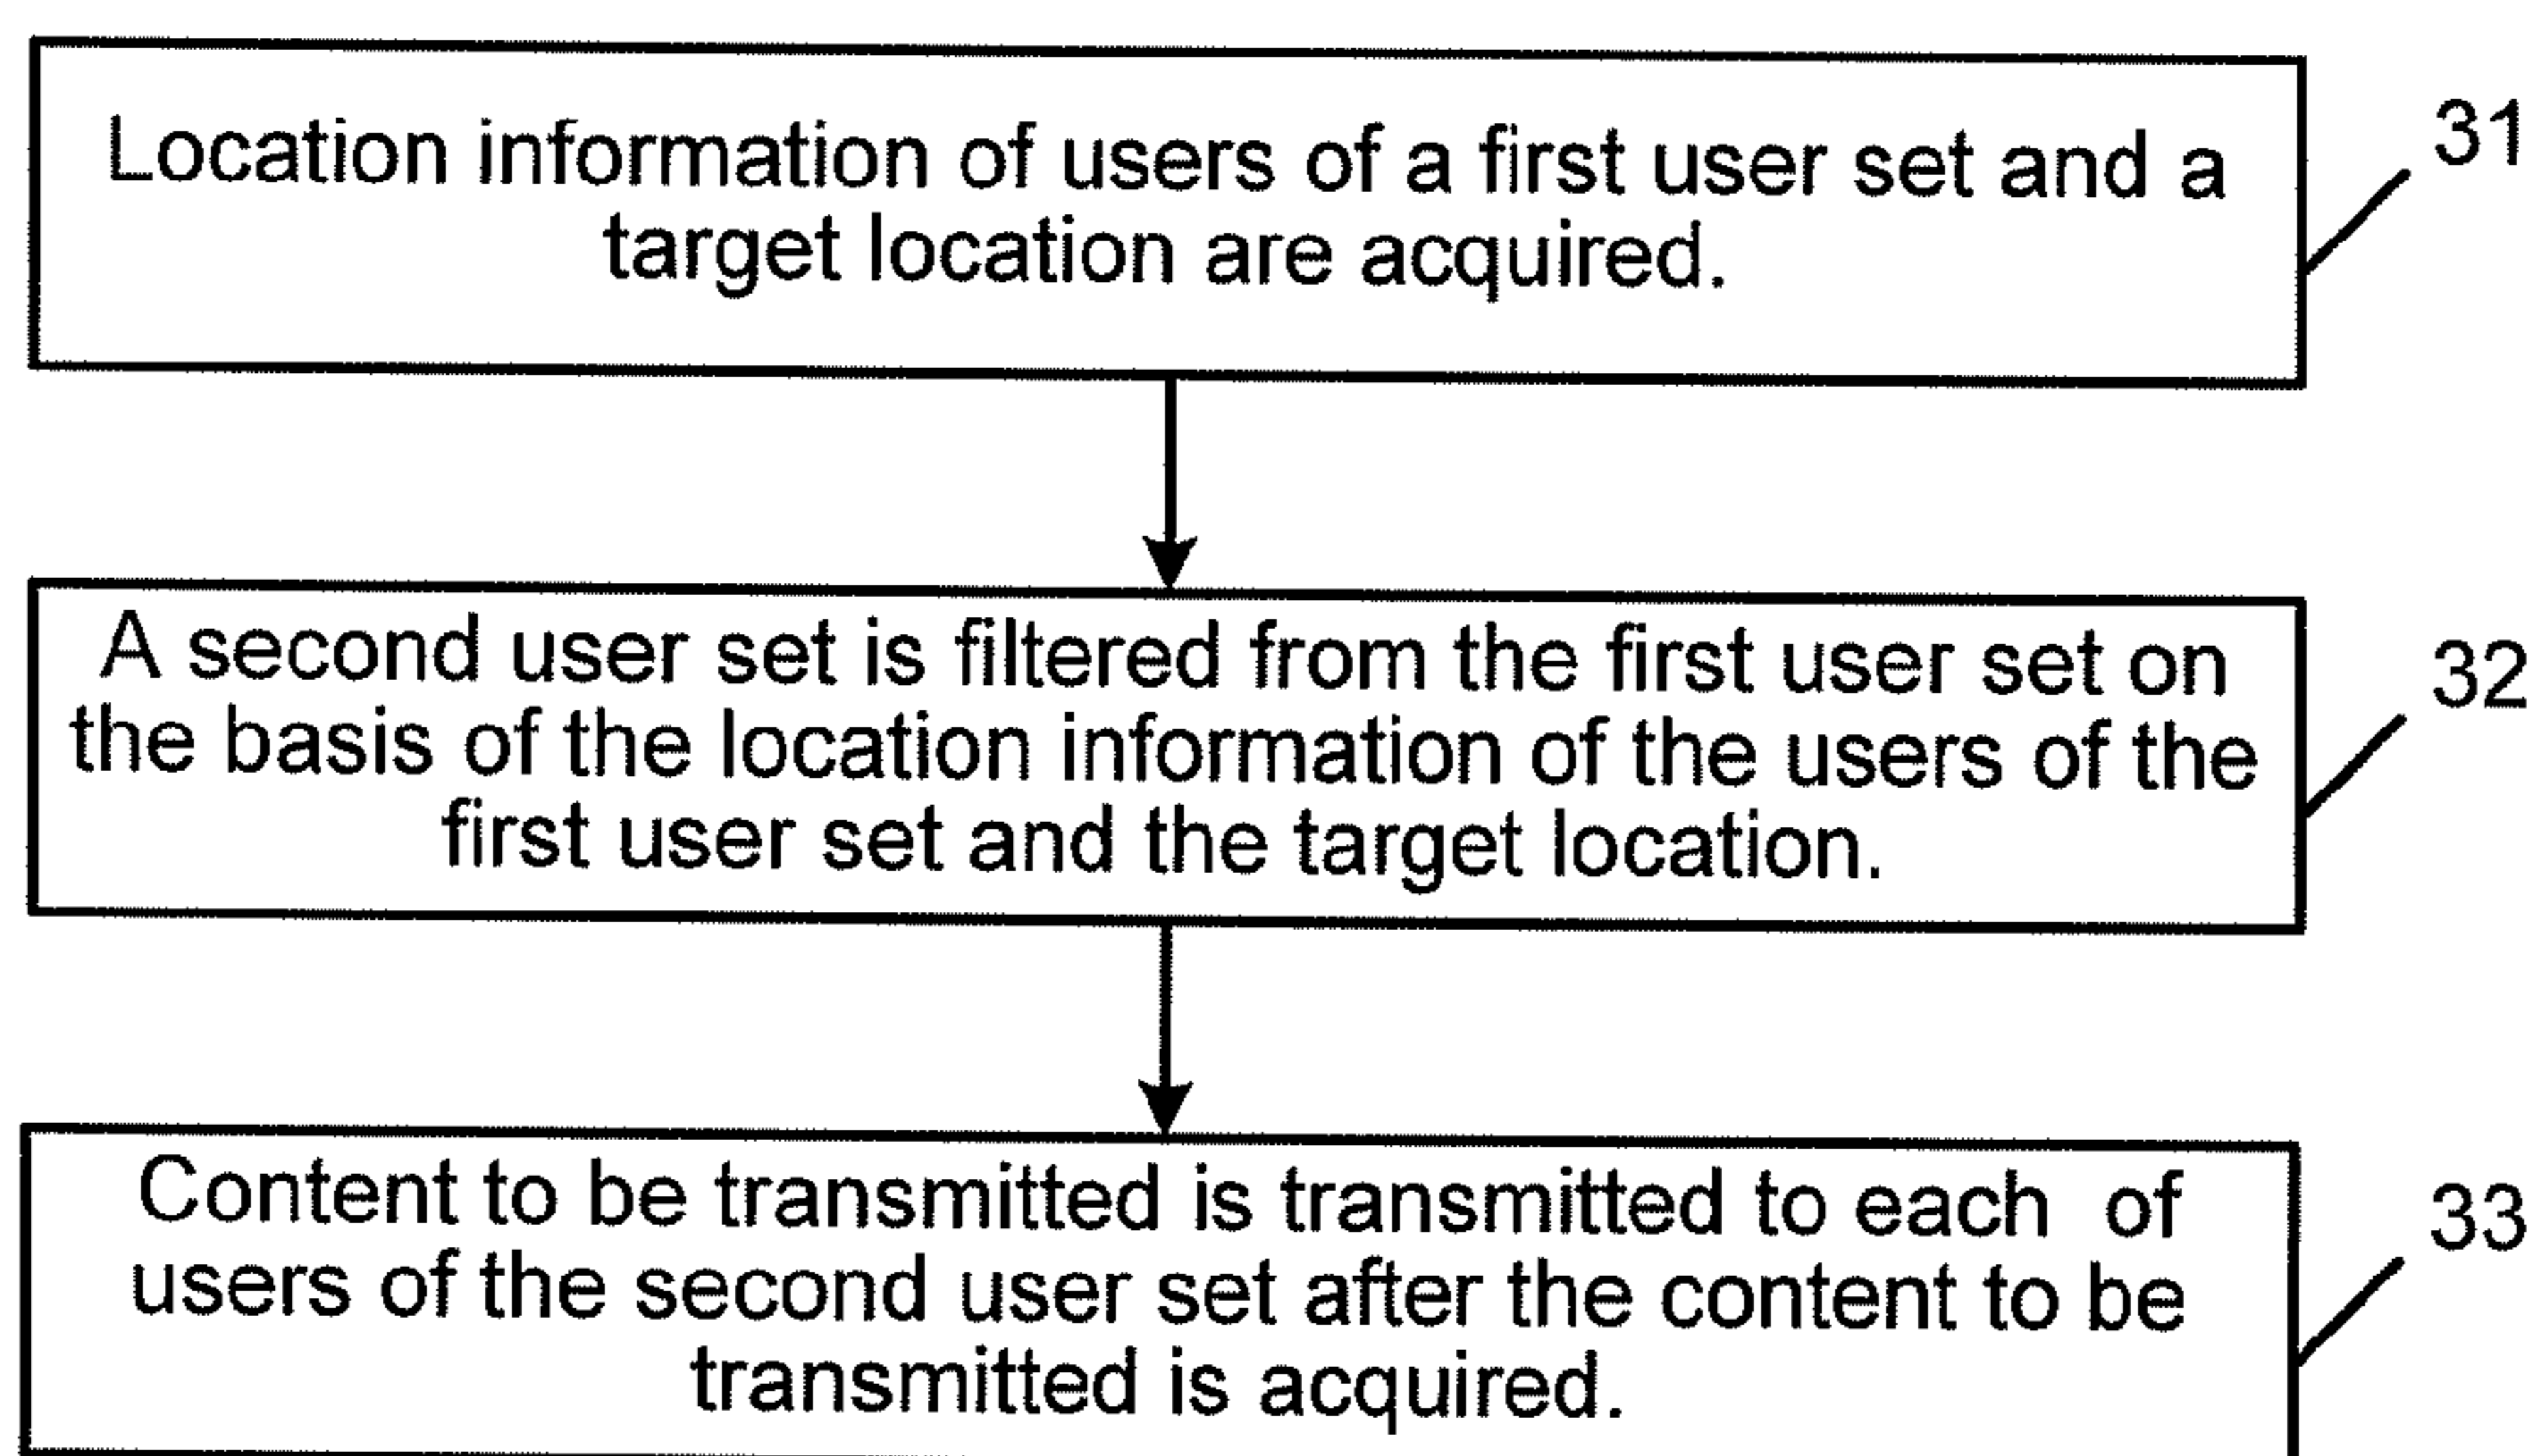 Location information of users of a first user set and a
target location are acquired.
31
A second user set is filtered from the first user set on
the basis of the location information of the users of the
first user set and the target location.
32
Content to be transmitted is transmitted to each of
users of the second user set after the content to be
transmitted is acquired.
33